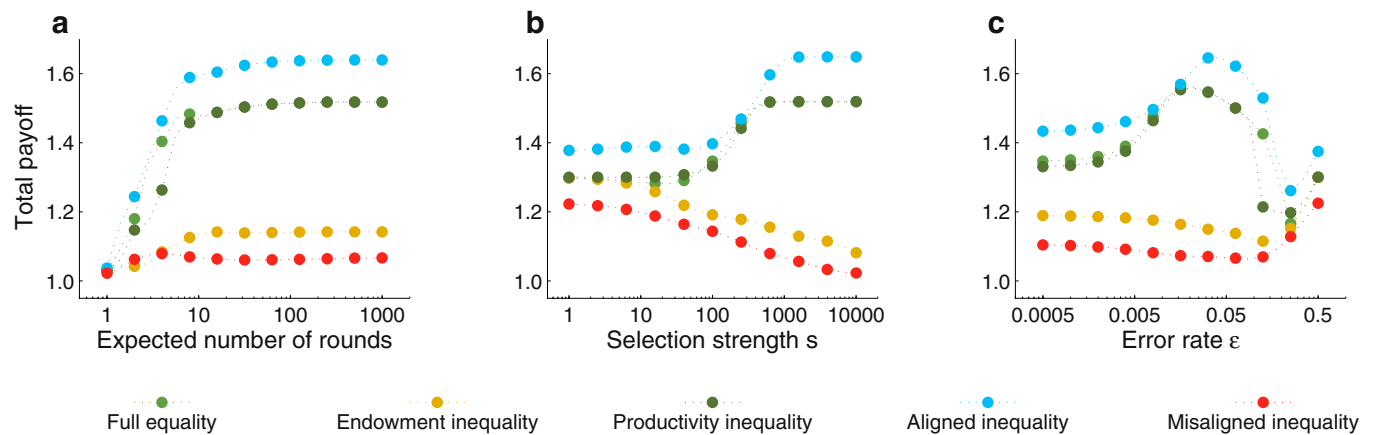 a
b
c
Total payoff
1.6
1.4
1.2
1.0
1 10 100 1000
Expected number of rounds
1.6
1.4
1.2
1.0
1 10 100 1000 10000
Selection strength s
1.6
1.4
1.2
1.0
0.0005 0.005 0.05 0.5
Error rate ε
Full equality
Endowment inequality
Productivity inequality
Aligned inequality
Misaligned inequality